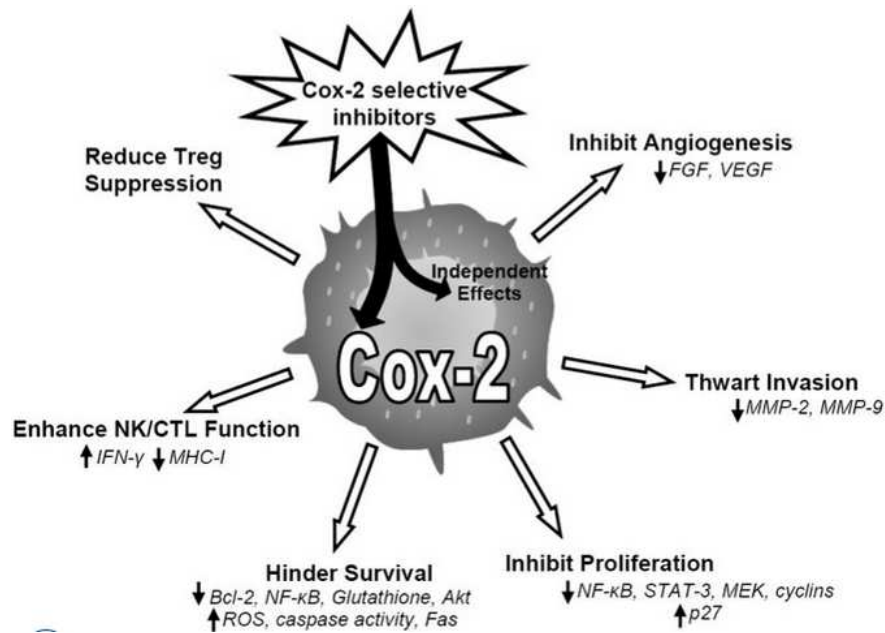 Cox-2 selective
inhibitors
Reduce Treg
Suppression
Inhibit Angiogenesis
↓FGF, VEGF
Independent
Effects
Cox-2
Thwart Invasion
↓MMP-2, MMP-9
Enhance NK/CTL Function
↑IFN-γ ↓MHC-I
Hinder Survival
↓Bcl-2, NF-κB, Glutathione, Akt
↑ROS, caspase activity, Fas
Inhibit Proliferation
↓NF-κB, STAT-3, MEK, cyclins
↑p27